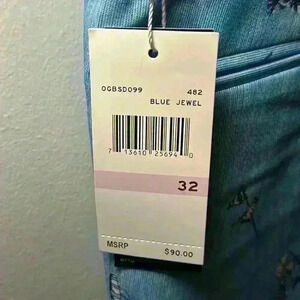 OGBSD099 482
BLUE JEWEL
7 13610 25694 0
32
MSRP $90.00